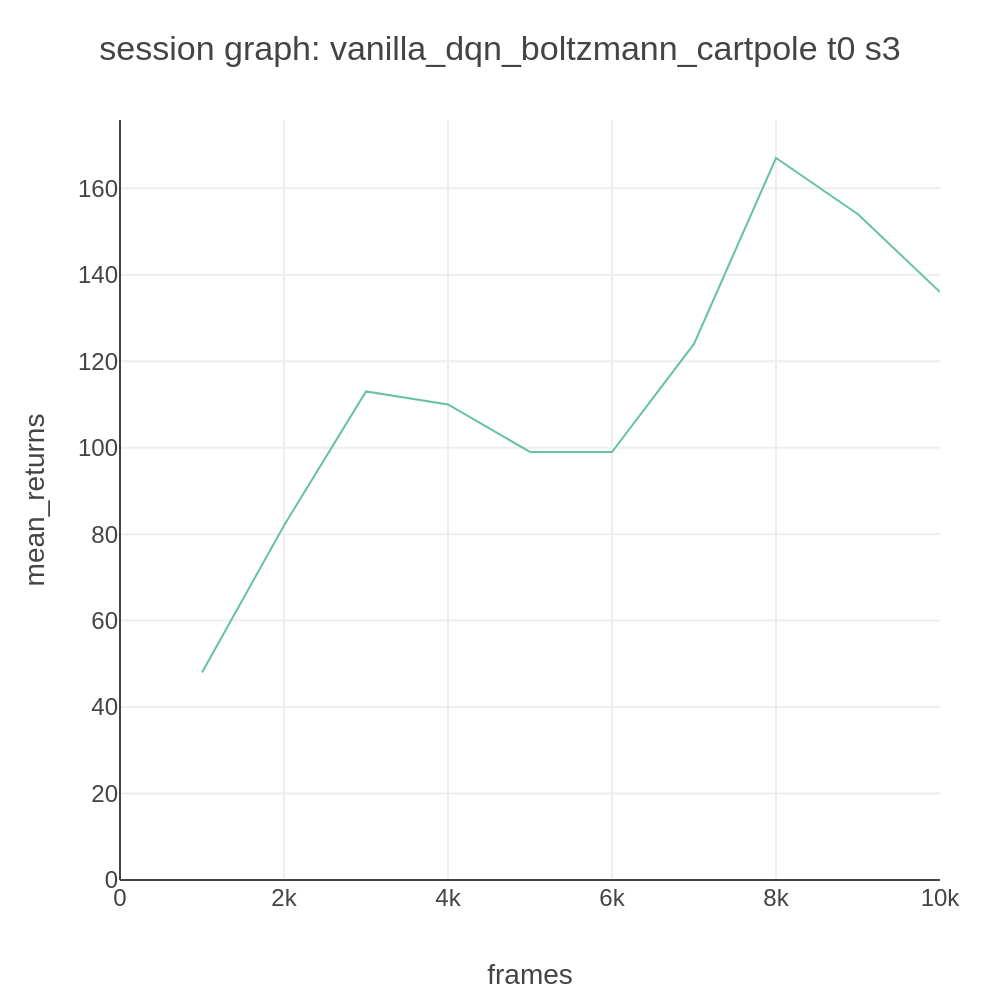 session graph: vanilla_dqn_boltzmann_cartpole t0 s3
mean_returns
160
140
120
100
80
60
40
20
0
0 2k 4k 6k 8k 10k
frames